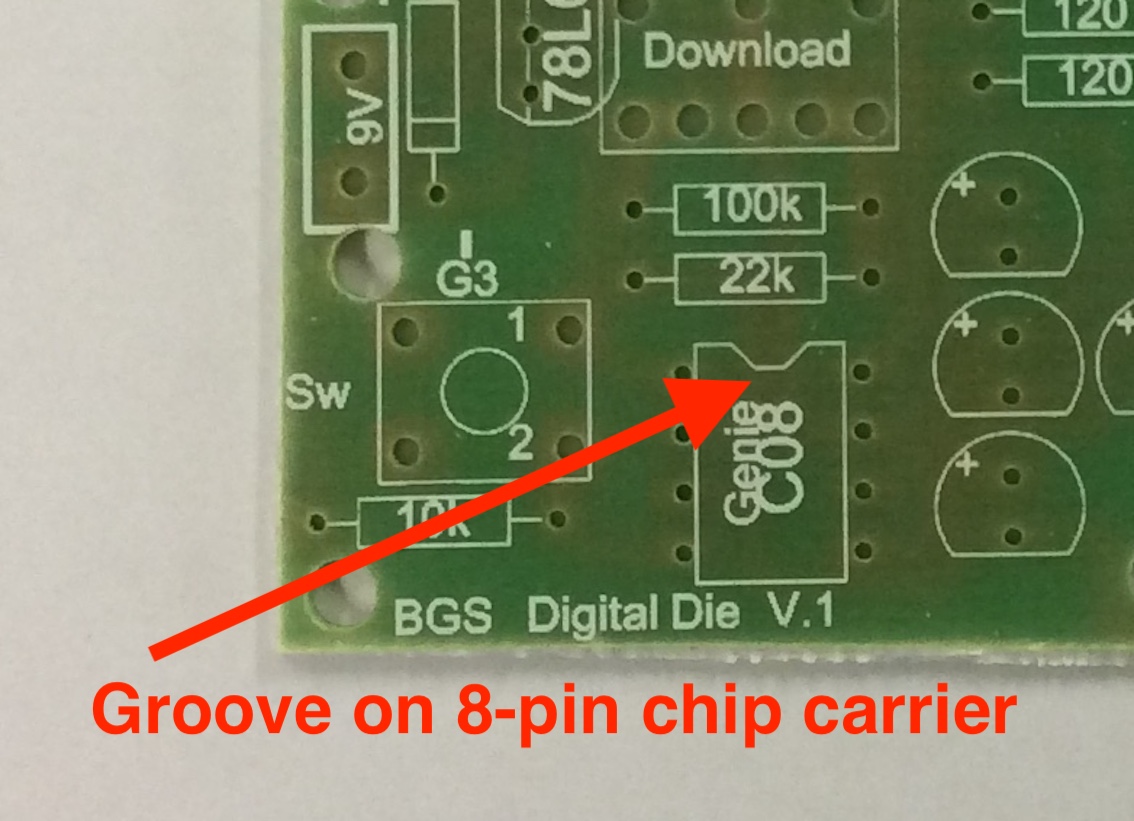 120
78L
Download
120
9V
+
100k
G3
22k
1
+
+
Sw
Genie
C08
2
+
10k
BGS Digital Die V.1
Groove on 8-pin chip carrier